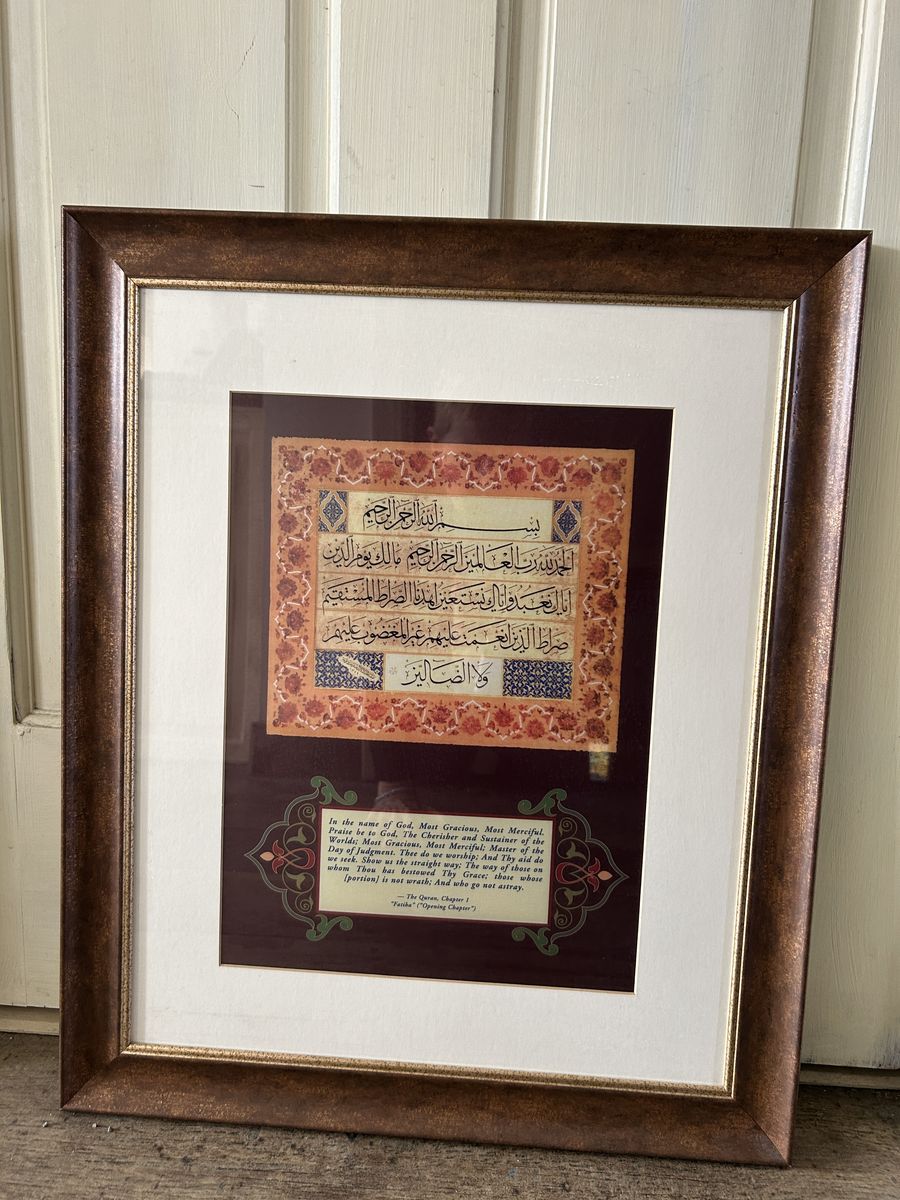 بسم الله الرحمن الرحيم
الحمد لله رب العالمين الرحمن الرحيم مالك يوم الدين
إياك نعبد وإياك نستعين اهدنا الصراط المستقيم
صراط الذين أنعمت عليهم غير المغضوب عليهم
ولا الضالين
In the name of God, Most Gracious, Most Merciful.
Praise be to God, The Cherisher and Sustainer of the
Worlds; Most Gracious, Most Merciful; Master of the
Day of Judgment. Thee do we worship; And Thy aid do
we seek. Show us the straight way; The way of those on
whom Thou has bestowed Thy Grace; those whose
(portion) is not wrath; And who go not astray.
— The Quran, Chapter 1
"Fatiha" ("Opening Chapter")